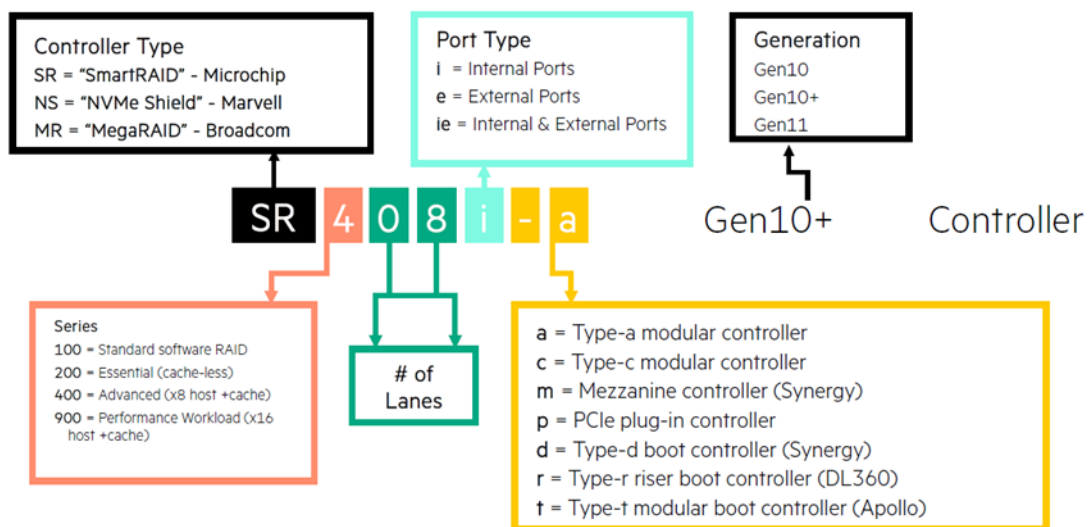 Controller Type
SR = “SmartRAID” - Microchip
NS = “NVMe Shield” - Marvell
MR = “MegaRAID” - Broadcom
Port Type
i = Internal Ports
e = External Ports
ie = Internal & External Ports
Generation
Gen10
Gen10+
Gen11
SR 4 0 8 i - a Gen10+ Controller
Series
100 = Standard software RAID
200 = Essential (cache-less)
400 = Advanced (x8 host +cache)
900 = Performance Workload (x16
host +cache)
# of
Lanes
a = Type-a modular controller
c = Type-c modular controller
m = Mezzanine controller (Synergy)
p = PCIe plug-in controller
d = Type-d boot controller (Synergy)
r = Type-r riser boot controller (DL360)
t = Type-t modular boot controller (Apollo)